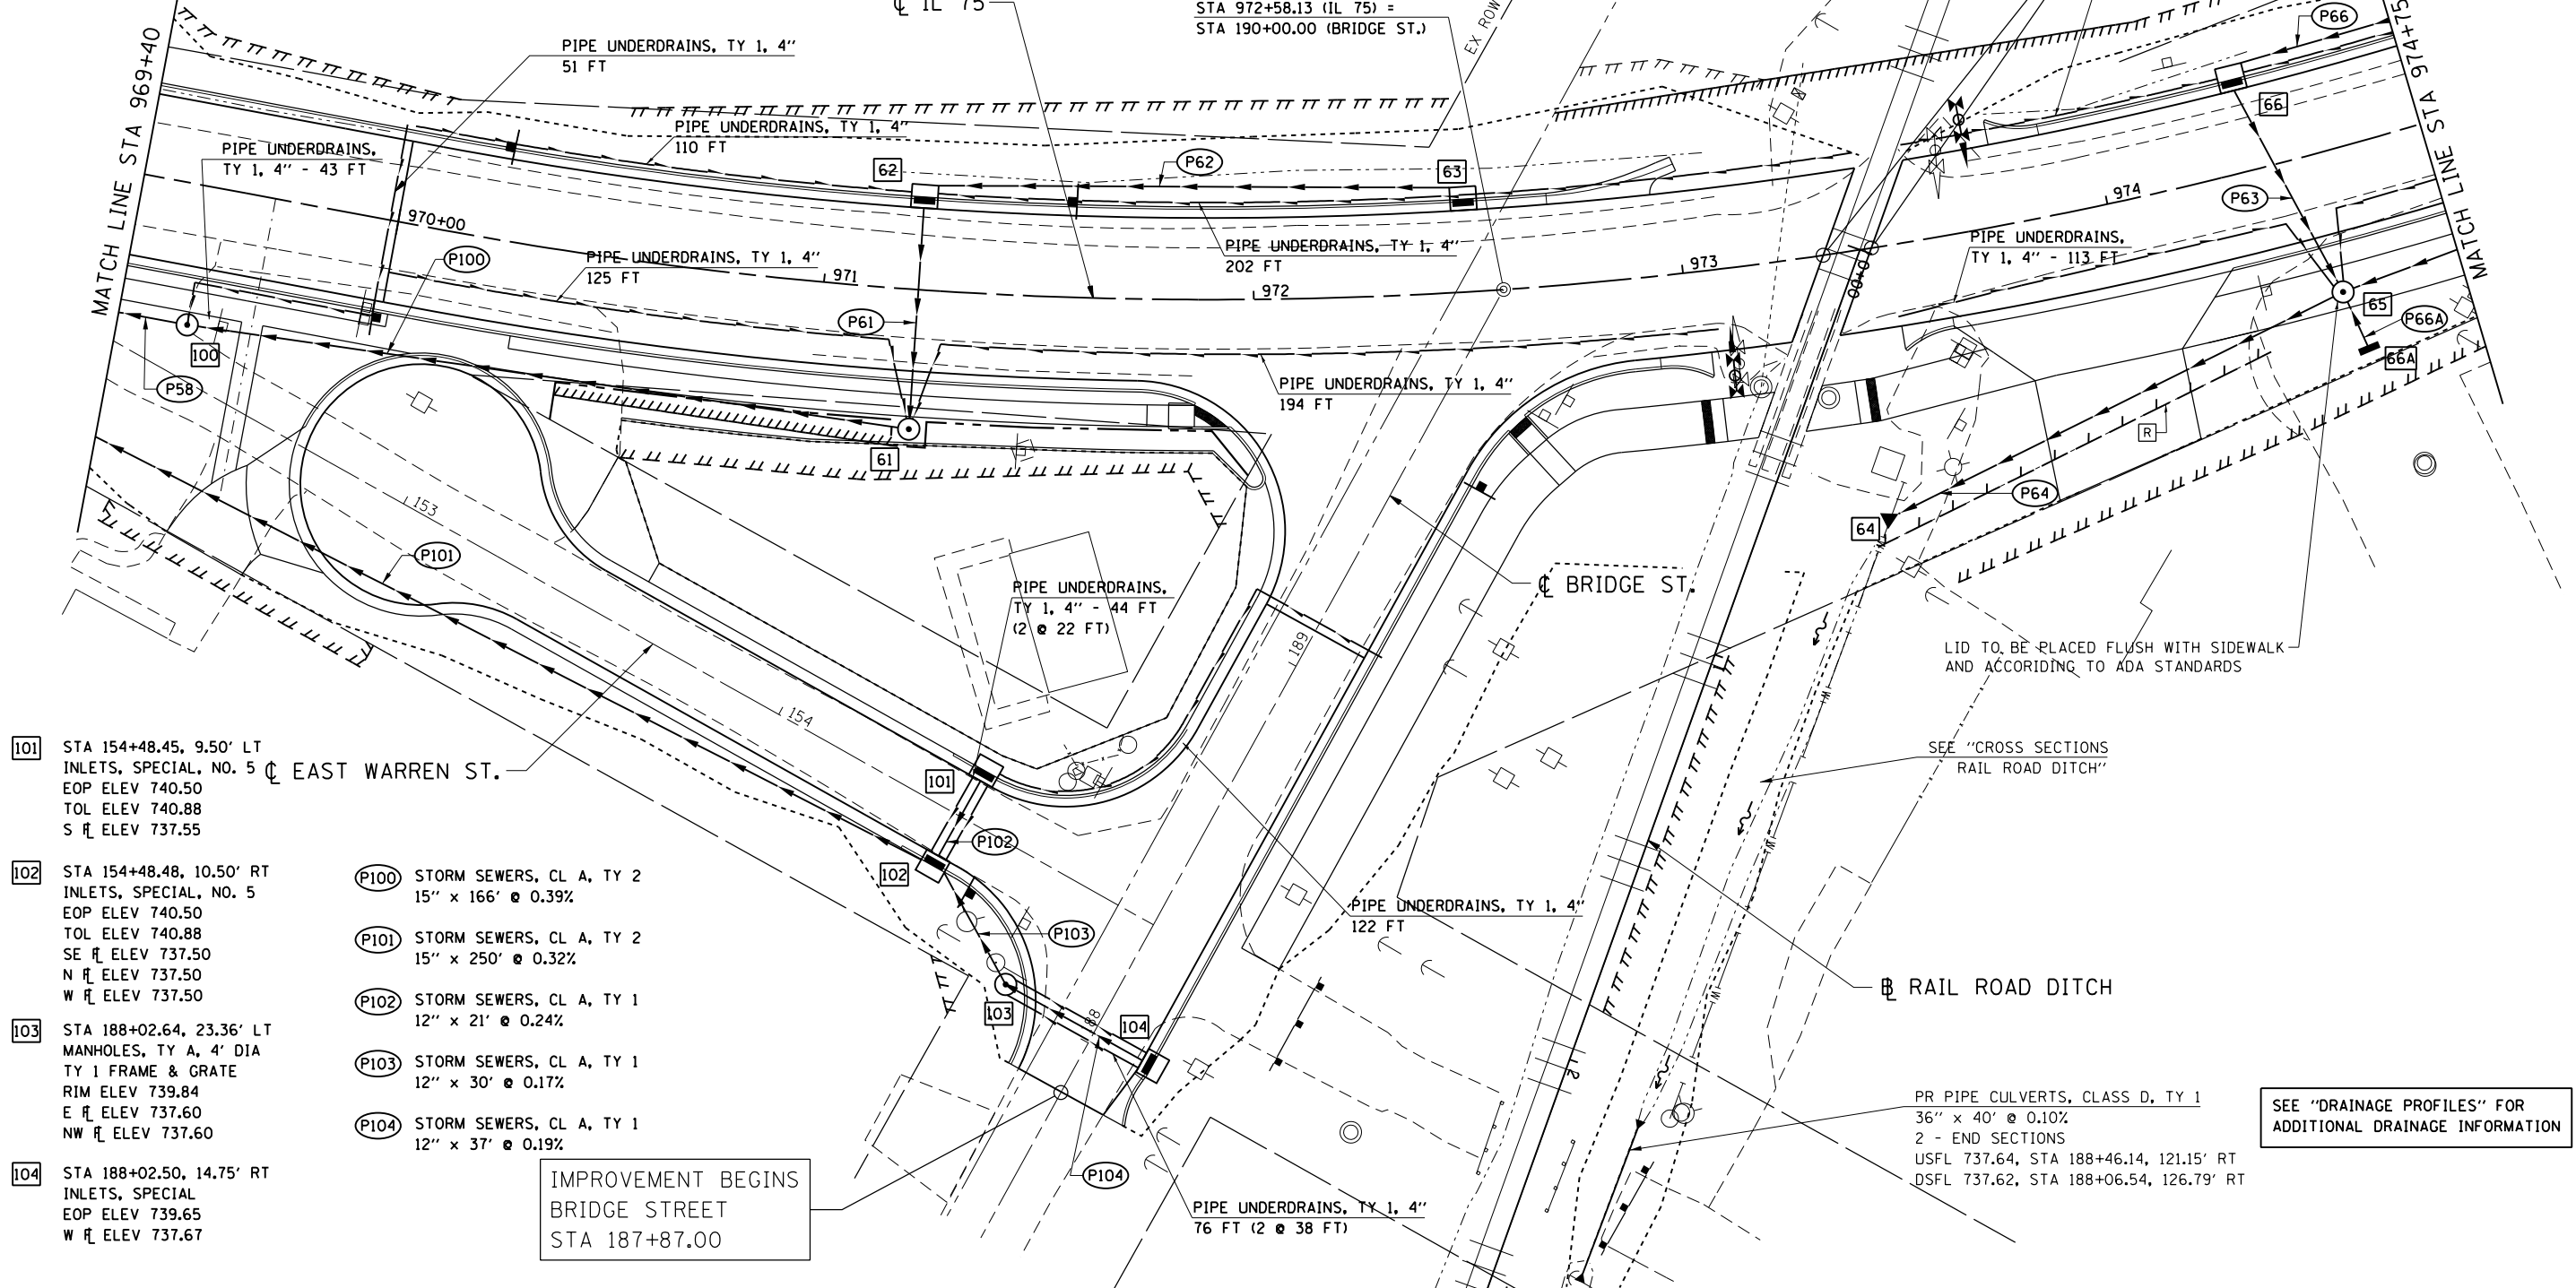 ℄ IL 75
STA 972+58.13 (IL 75) =
STA 190+00.00 (BRIDGE ST.)
EX ROW
P66
MATCH LINE STA 969+40
MATCH LINE STA 974+75
PIPE UNDERDRAINS, TY 1, 4"
51 FT
PIPE UNDERDRAINS,
TY 1, 4" - 43 FT
PIPE UNDERDRAINS, TY 1, 4"
110 FT
62
P62
63
66
P63
974
970+00
P100
PIPE UNDERDRAINS, TY 1, 4"
125 FT
971
PIPE UNDERDRAINS, TY 1, 4"
202 FT
972
973
0+00
PIPE UNDERDRAINS,
TY 1, 4" - 113 FT
65
P66A
66A
P61
100
P58
PIPE UNDERDRAINS, TY 1, 4"
194 FT
61
R
P64
64
153
P101
PIPE UNDERDRAINS,
TY 1, 4" - 44 FT
(2 @ 22 FT)
189
℄ BRIDGE ST.
LID TO BE PLACED FLUSH WITH SIDEWALK
AND ACCORIDING TO ADA STANDARDS
154
101
P102
102
P103
103
88
104
P104
℄ EAST WARREN ST.
SEE "CROSS SECTIONS
RAIL ROAD DITCH"
W
W
W
PIPE UNDERDRAINS, TY 1, 4"
122 FT
BL RAIL ROAD DITCH
2
101
STA 154+48.45, 9.50' LT
INLETS, SPECIAL, NO. 5
EOP ELEV 740.50
TOL ELEV 740.88
S FL ELEV 737.55
102
STA 154+48.48, 10.50' RT
INLETS, SPECIAL, NO. 5
EOP ELEV 740.50
TOL ELEV 740.88
SE FL ELEV 737.50
N FL ELEV 737.50
W FL ELEV 737.50
103
STA 188+02.64, 23.36' LT
MANHOLES, TY A, 4' DIA
TY 1 FRAME & GRATE
RIM ELEV 739.84
E FL ELEV 737.60
NW FL ELEV 737.60
104
STA 188+02.50, 14.75' RT
INLETS, SPECIAL
EOP ELEV 739.65
W FL ELEV 737.67
P100
STORM SEWERS, CL A, TY 2
15" x 166' @ 0.39%
P101
STORM SEWERS, CL A, TY 2
15" x 250' @ 0.32%
P102
STORM SEWERS, CL A, TY 1
12" x 21' @ 0.24%
P103
STORM SEWERS, CL A, TY 1
12" x 30' @ 0.17%
P104
STORM SEWERS, CL A, TY 1
12" x 37' @ 0.19%
IMPROVEMENT BEGINS
BRIDGE STREET
STA 187+87.00
PIPE UNDERDRAINS, TY 1, 4"
76 FT (2 @ 38 FT)
PR PIPE CULVERTS, CLASS D, TY 1
36" x 40' @ 0.10%
2 - END SECTIONS
USFL 737.64, STA 188+46.14, 121.15' RT
DSFL 737.62, STA 188+06.54, 126.79' RT
SEE "DRAINAGE PROFILES" FOR
ADDITIONAL DRAINAGE INFORMATION